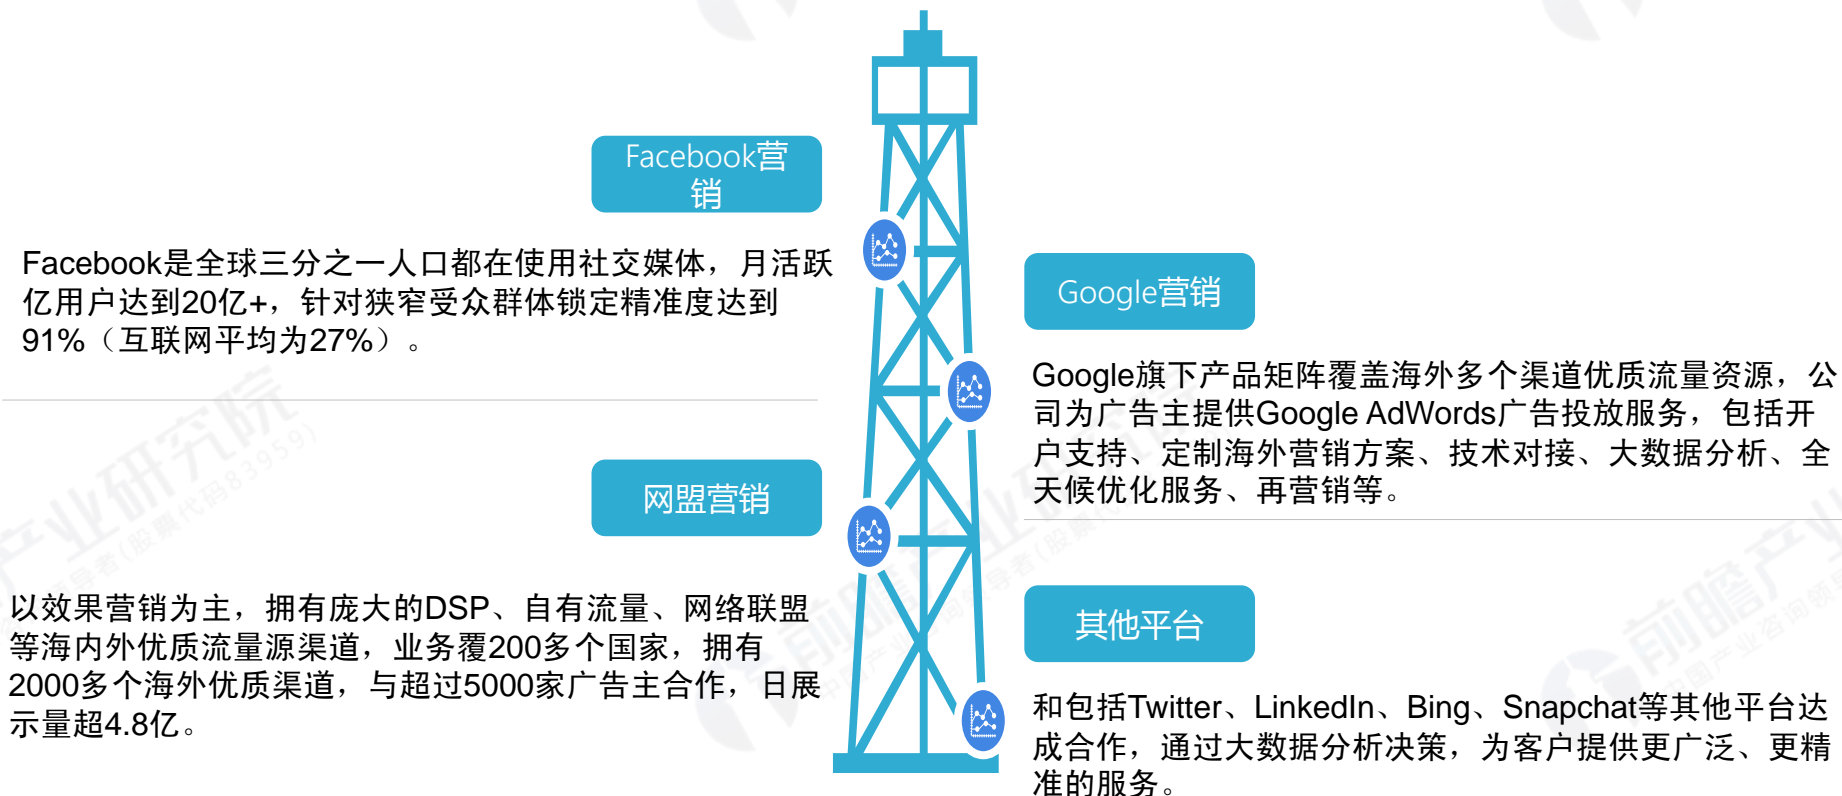 Facebook营
销
Facebook是全球三分之一人口都在使用社交媒体，月活跃
亿用户达到20亿+，针对狭窄受众群体锁定精准度达到
91%（互联网平均为27%）。
Google营销
Google旗下产品矩阵覆盖海外多个渠道优质流量资源，公
司为广告主提供Google AdWords广告投放服务，包括开
户支持、定制海外营销方案、技术对接、大数据分析、全
天候优化服务、再营销等。
网盟营销
以效果营销为主，拥有庞大的DSP、自有流量、网络联盟
等海内外优质流量源渠道，业务覆200多个国家，拥有
2000多个海外优质渠道，与超过5000家广告主合作，日展
示量超4.8亿。
其他平台
和包括Twitter、LinkedIn、Bing、Snapchat等其他平台达
成合作，通过大数据分析决策，为客户提供更广泛、更精
准的服务。